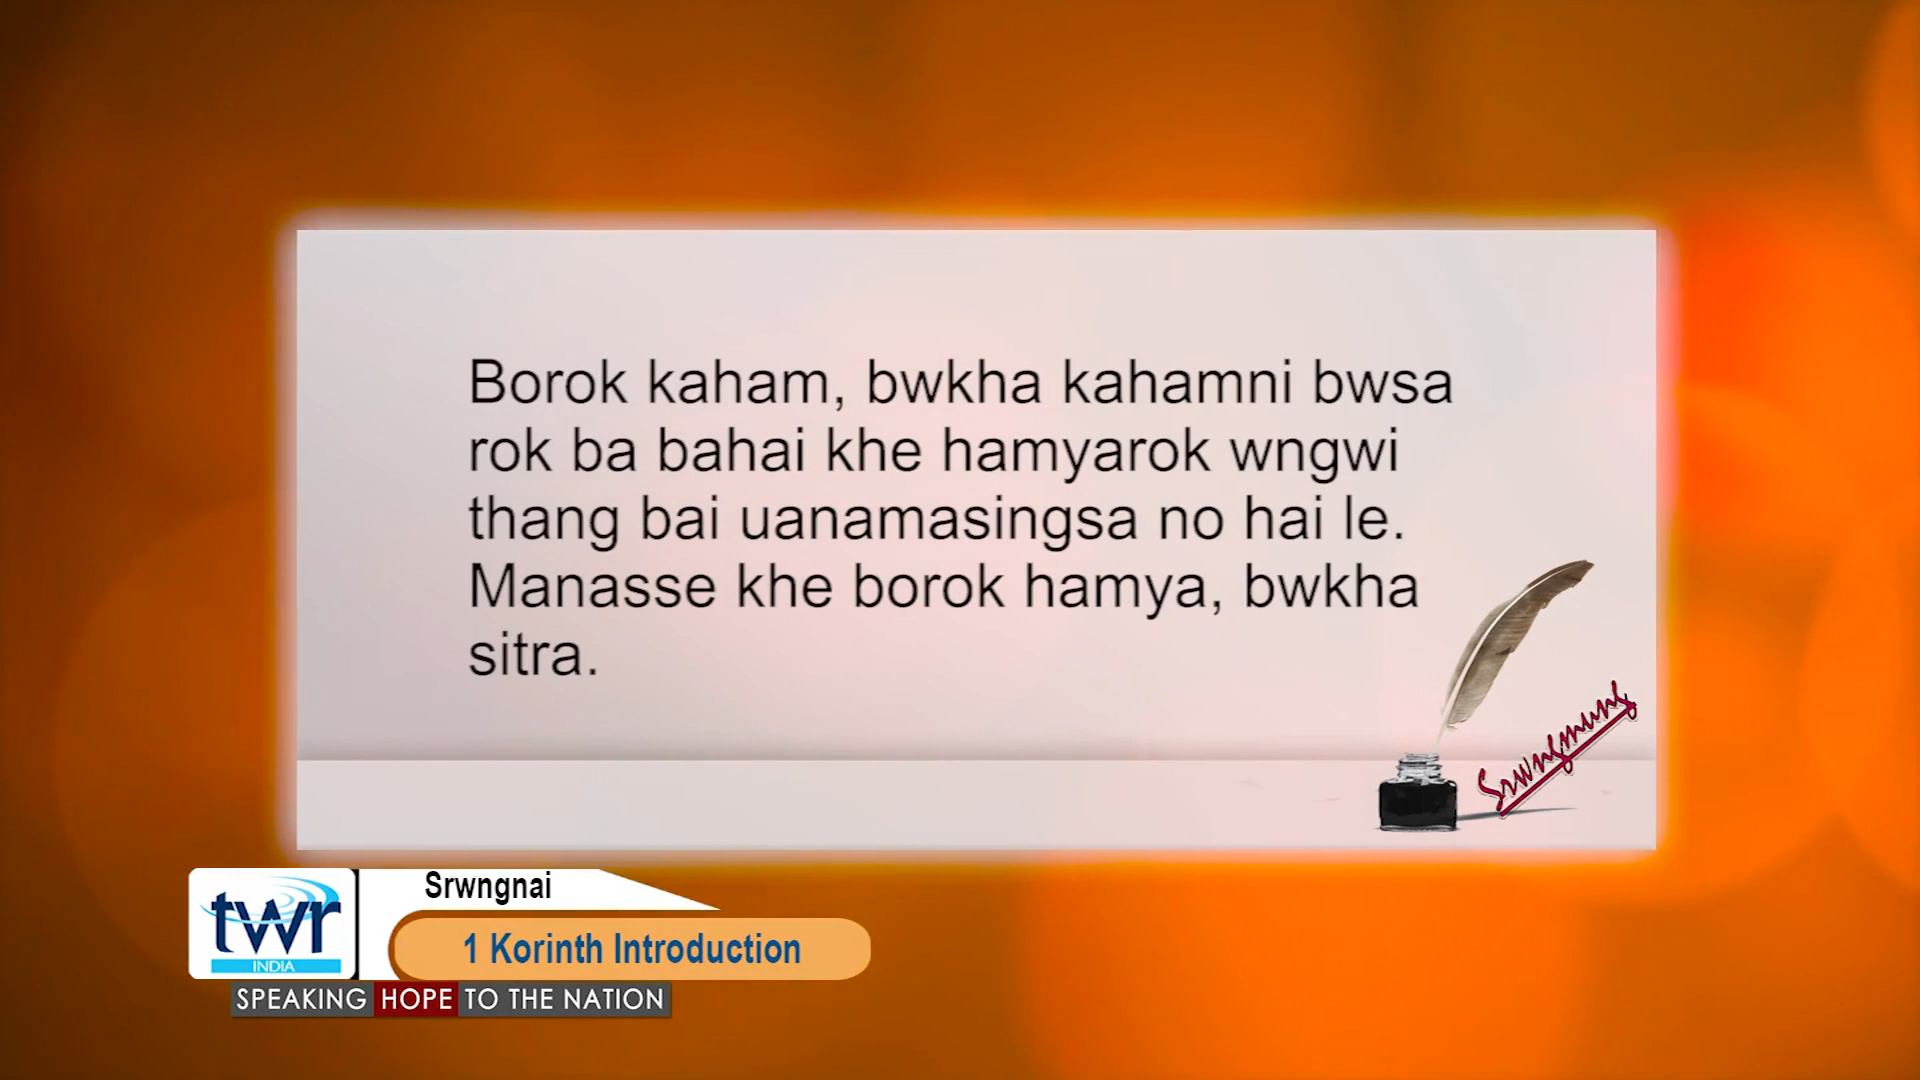 Borok kaham, bwkha kahamni bwsa
rok ba bahai khe hamyarok wngwi
thang bai uanamasingsa no hai le.
Manasse khe borok hamya, bwkha
sitra.
Srwngmung
Srwngnai
twr
INDIA
1 Korinth Introduction
SPEAKING HOPE TO THE NATION